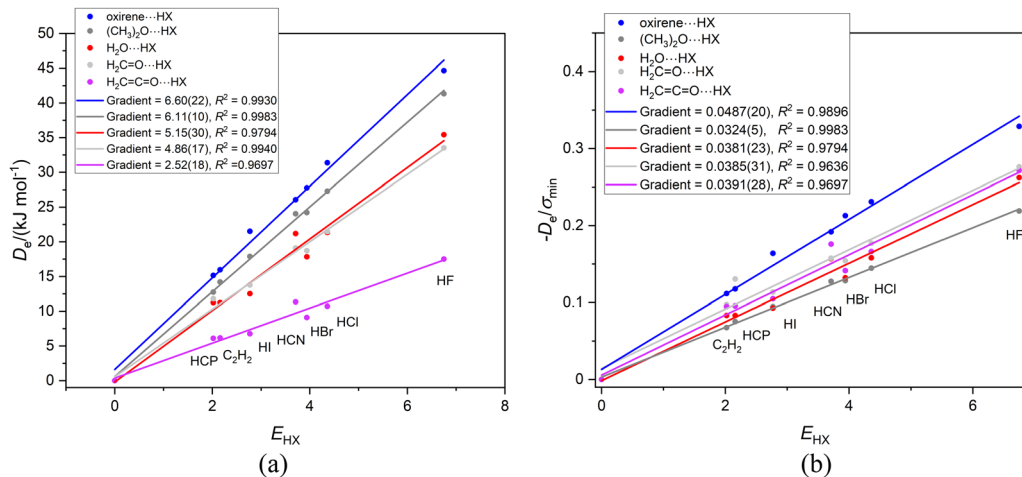 oxirene···HX
(CH₃)₂O···HX
H₂O···HX
H₂C=O···HX
H₂C=C=O···HX
Gradient = 6.60(22), R² = 0.9930
Gradient = 6.11(10), R² = 0.9983
Gradient = 5.15(30), R² = 0.9794
Gradient = 4.86(17), R² = 0.9940
Gradient = 2.52(18), R² = 0.9697
50
45
40
35
30
25
20
15
10
5
0
Dₑ/(kJ mol⁻¹)
HCP
C₂H₂
HI
HCN
HBr
HCl
HF
0
2
4
6
8
E_HX
(a)
oxirene···HX
(CH₃)₂O···HX
H₂O···HX
H₂C=O···HX
H₂C=C=O···HX
Gradient = 0.0487(20), R² = 0.9896
Gradient = 0.0324(5), R² = 0.9983
Gradient = 0.0381(23), R² = 0.9794
Gradient = 0.0385(31), R² = 0.9636
Gradient = 0.0391(28), R² = 0.9697
0.4
0.3
0.2
0.1
0
-Dₑ/σ_min
C₂H₂
HCP
HI
HCN
HBr
HCl
HF
0
2
4
6
E_HX
(b)